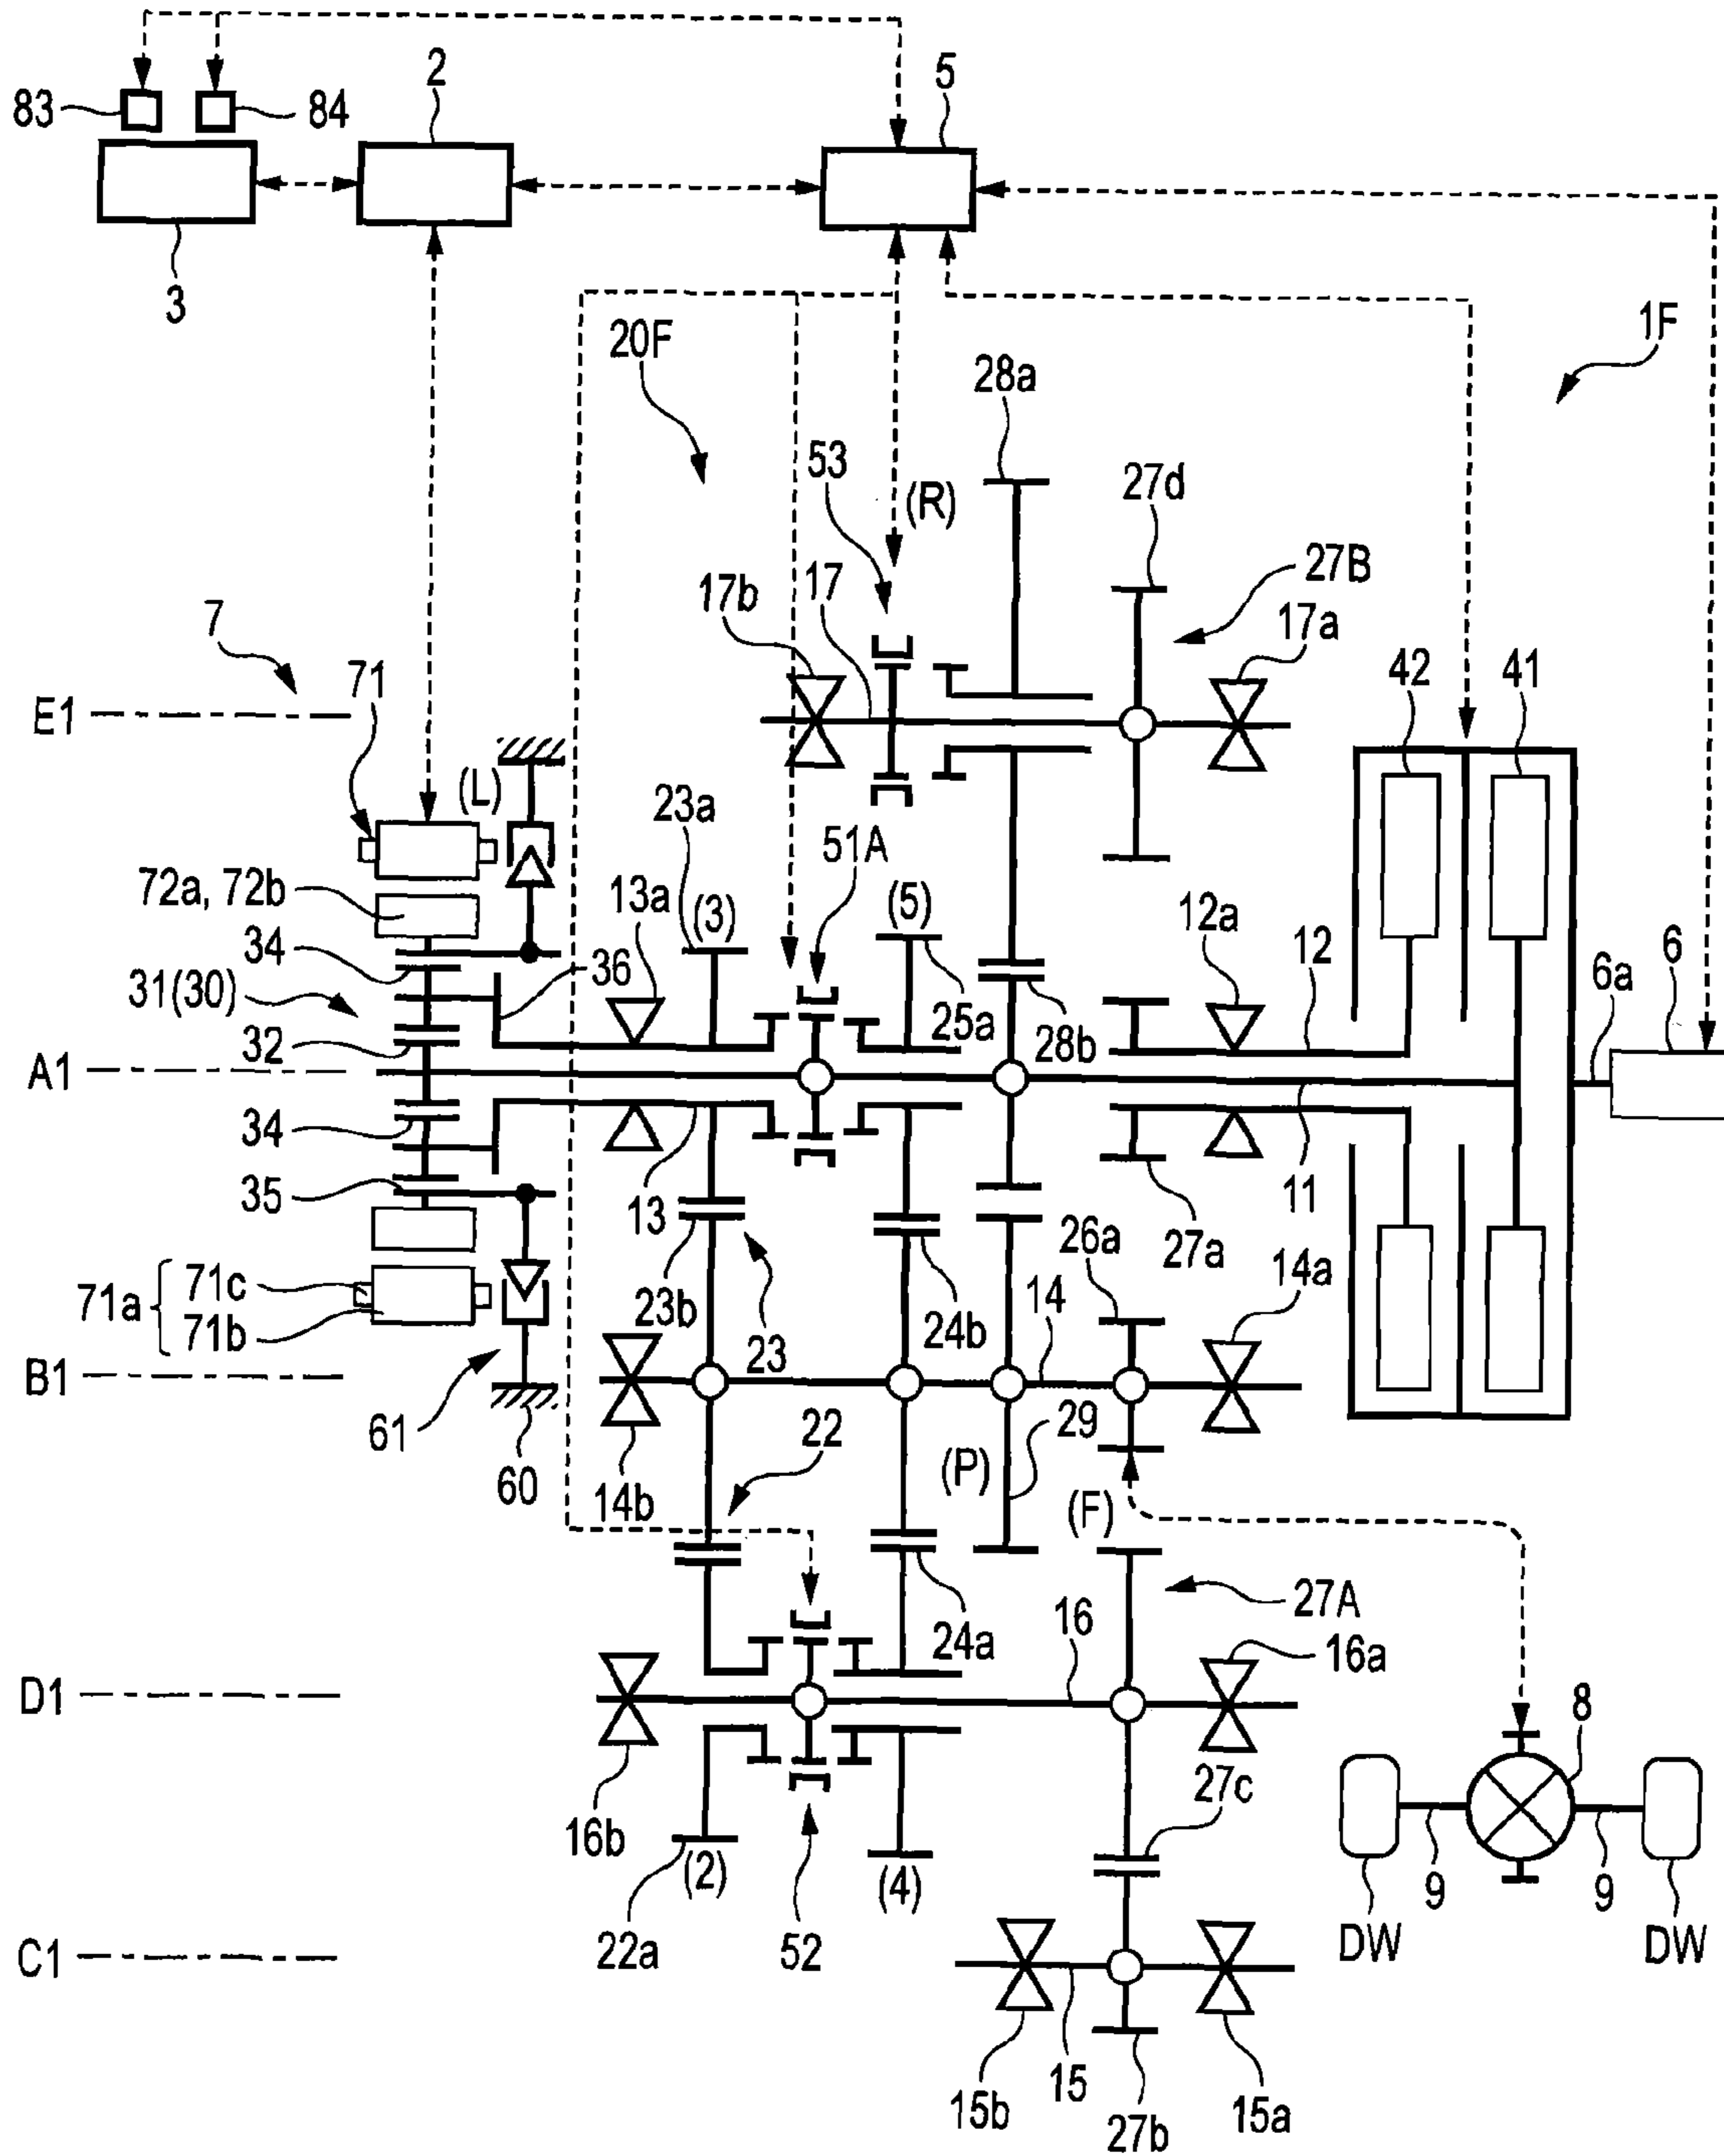 2
5
83
84
3
20F
1F
28a
53
(R)
27d
17b
17
27B
17a
7
71
42
41
E1
(L)
23a
51A
72a, 72b
13a
(3)
(5)
12a
12
6
34
36
6a
31(30)
25a
28b
32
A1
34
35
13
11
26a
27a
14a
71a { 71c
71b
23b
23
24b
14
B1
61
60
14b
22
(P)
29
(F)
27A
24a
16
16a
D1
8
27c
16b
(2)
(4)
9
9
22a
52
DW
DW
C1
15b
15
27b
15a